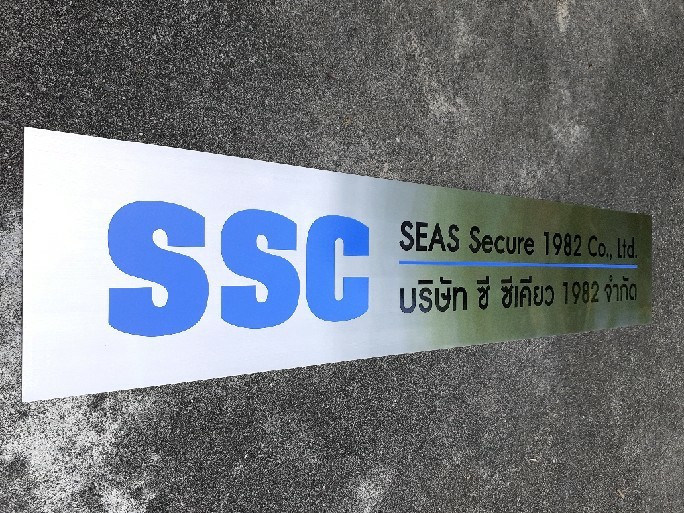 SSC
SEAS Secure 1982 Co., Ltd.
บริษัท ซี ซีเคียว 1982 จำกัด